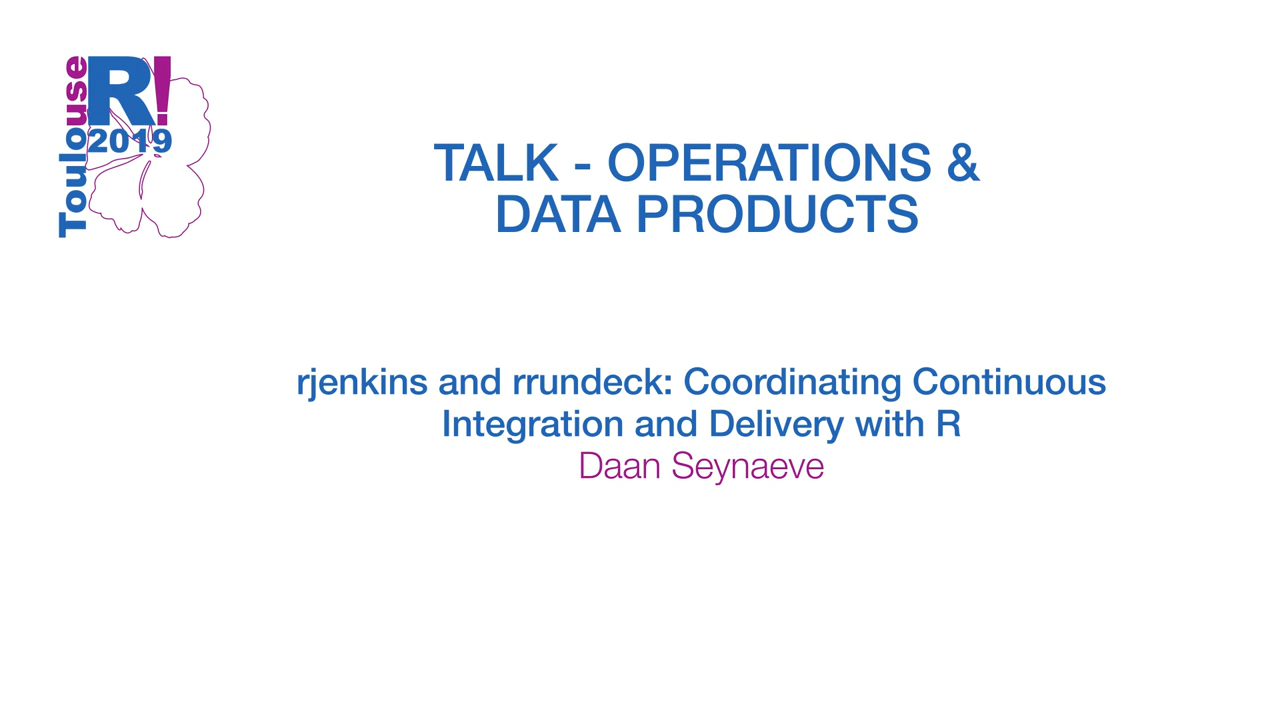 Toulouse
R!
2019
TALK - OPERATIONS &
DATA PRODUCTS
rjenkins and rrundeck: Coordinating Continuous
Integration and Delivery with R
Daan Seynaeve